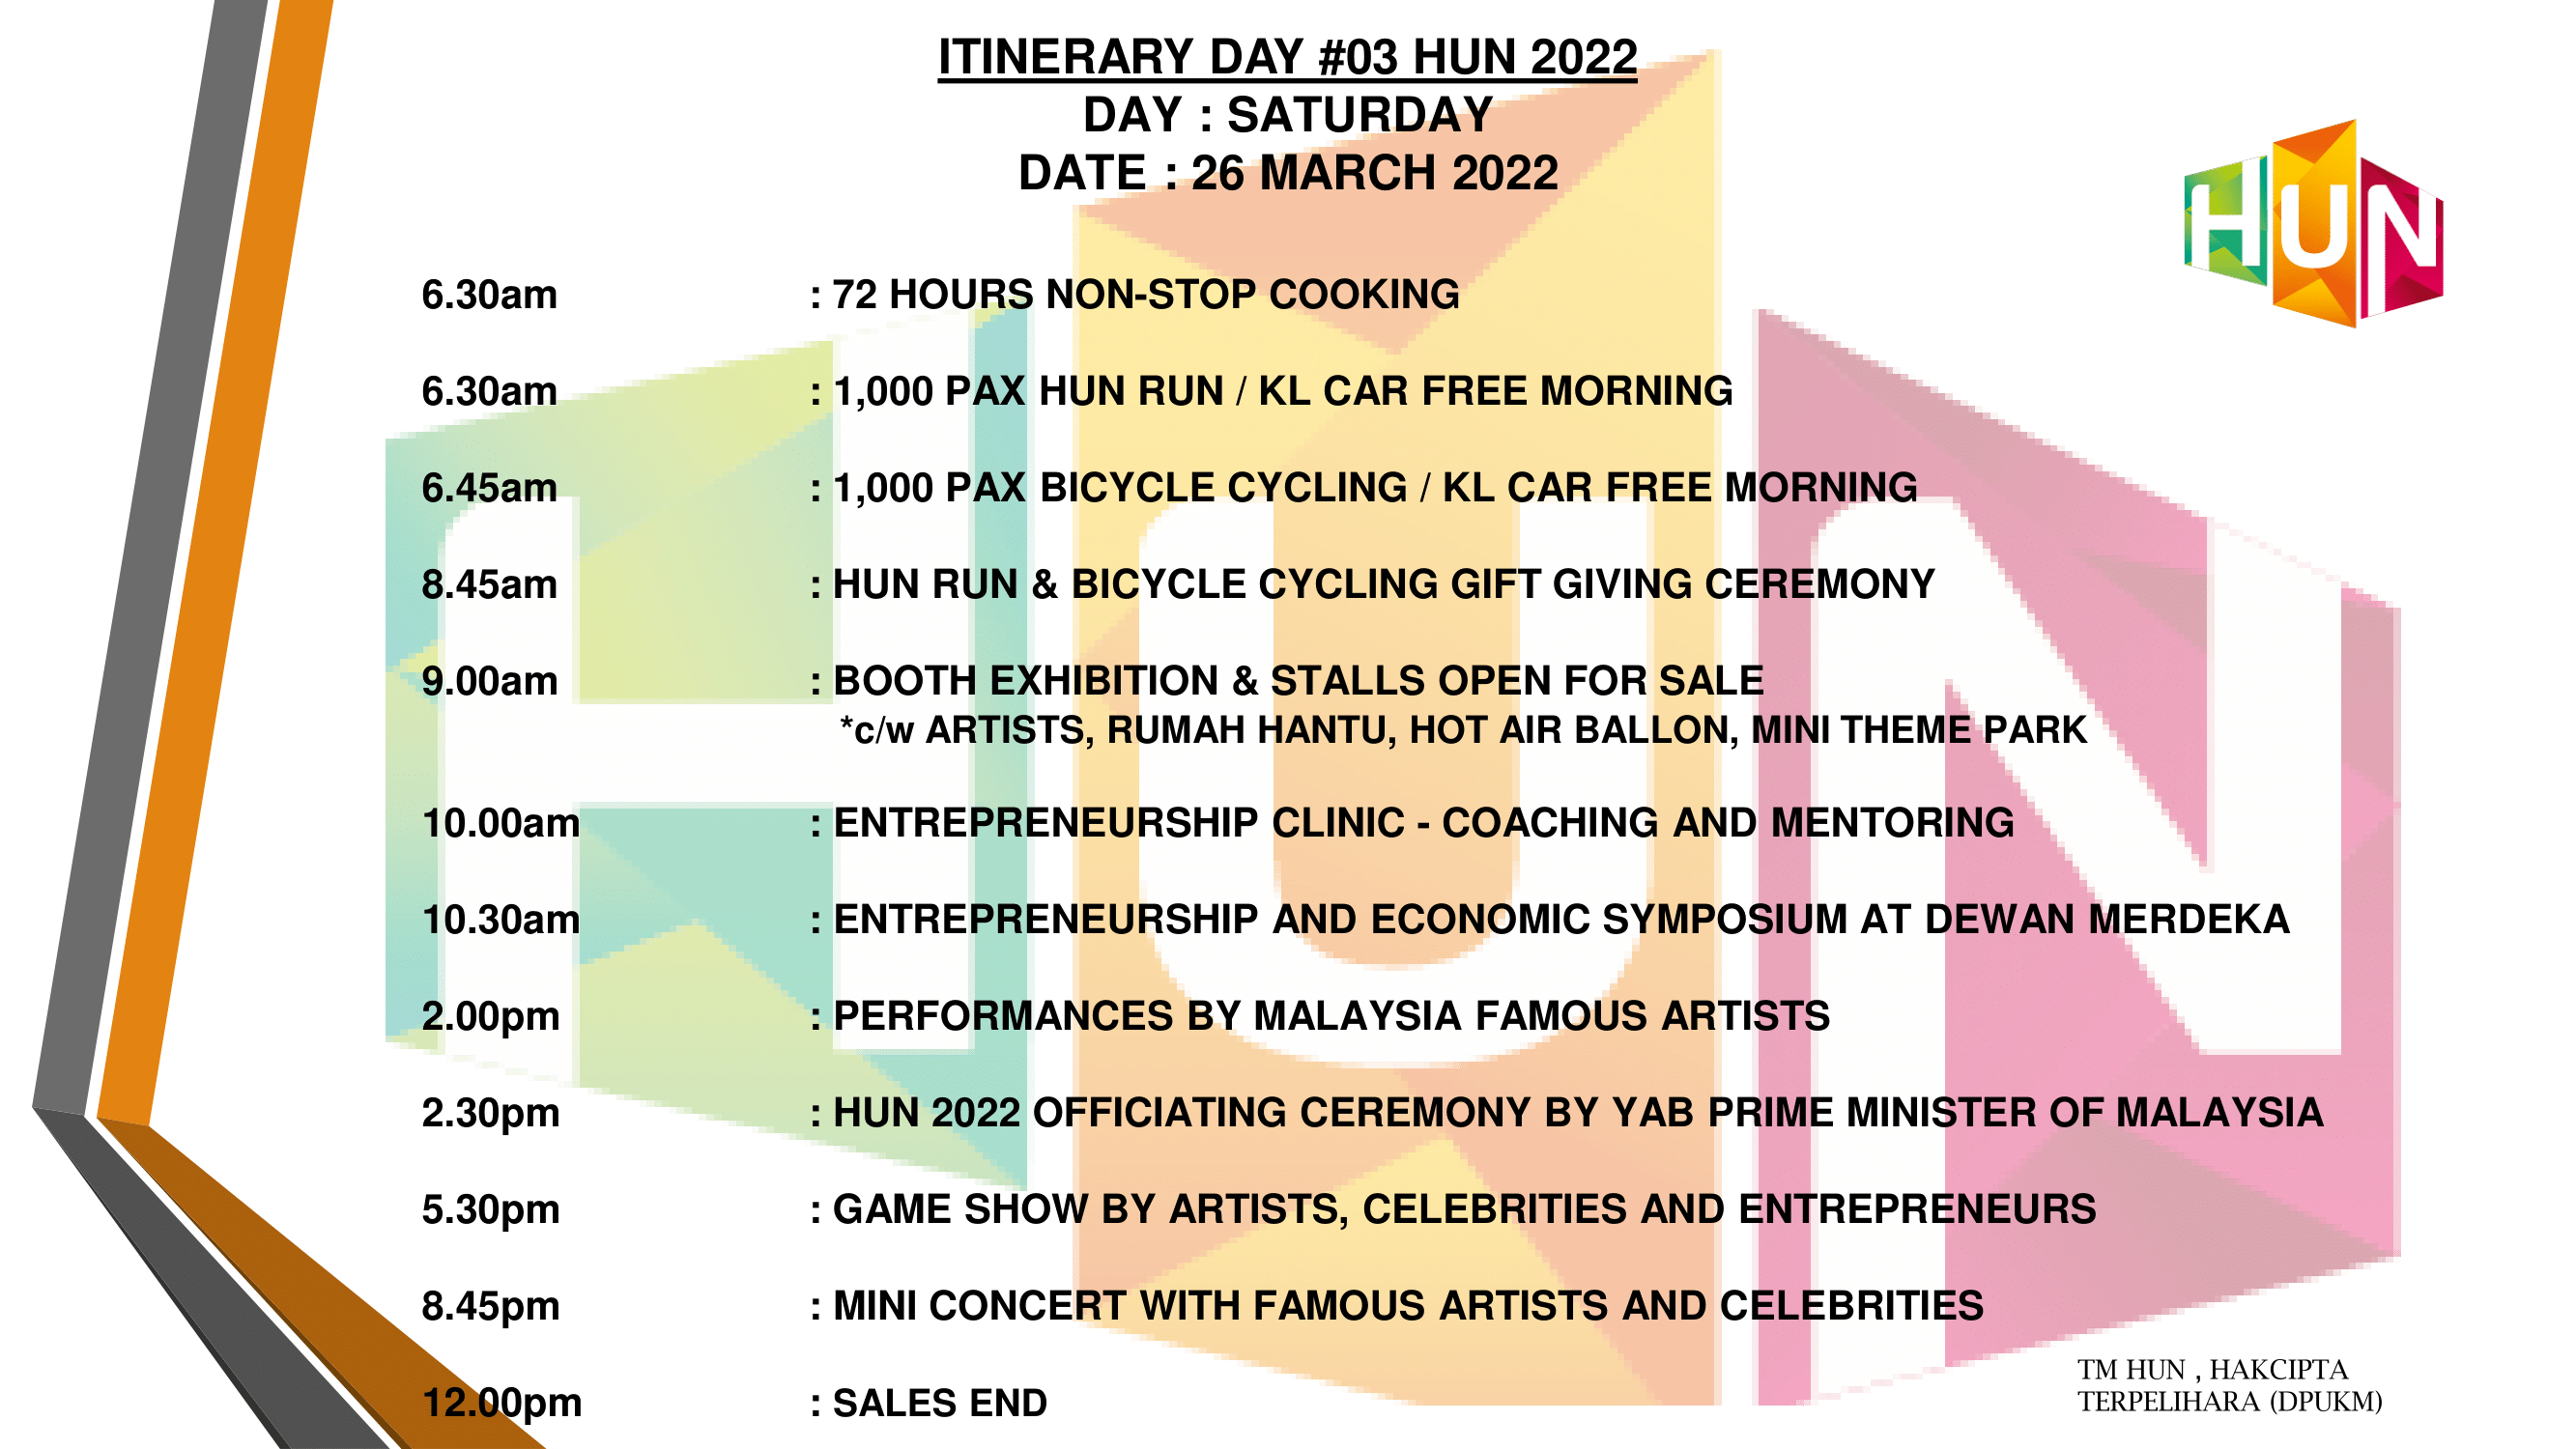 ITINERARY DAY #03 HUN 2022
DAY : SATURDAY
DATE : 26 MARCH 2022
HUN
6.30am : 72 HOURS NON-STOP COOKING
6.30am : 1,000 PAX HUN RUN / KL CAR FREE MORNING
6.45am : 1,000 PAX BICYCLE CYCLING / KL CAR FREE MORNING
8.45am : HUN RUN & BICYCLE CYCLING GIFT GIVING CEREMONY
9.00am : BOOTH EXHIBITION & STALLS OPEN FOR SALE
*c/w ARTISTS, RUMAH HANTU, HOT AIR BALLON, MINI THEME PARK
10.00am : ENTREPRENEURSHIP CLINIC - COACHING AND MENTORING
10.30am : ENTREPRENEURSHIP AND ECONOMIC SYMPOSIUM AT DEWAN MERDEKA
2.00pm : PERFORMANCES BY MALAYSIA FAMOUS ARTISTS
2.30pm : HUN 2022 OFFICIATING CEREMONY BY YAB PRIME MINISTER OF MALAYSIA
5.30pm : GAME SHOW BY ARTISTS, CELEBRITIES AND ENTREPRENEURS
8.45pm : MINI CONCERT WITH FAMOUS ARTISTS AND CELEBRITIES
12.00pm : SALES END
TM HUN , HAKCIPTA
TERPELIHARA (DPUKM)
HUN